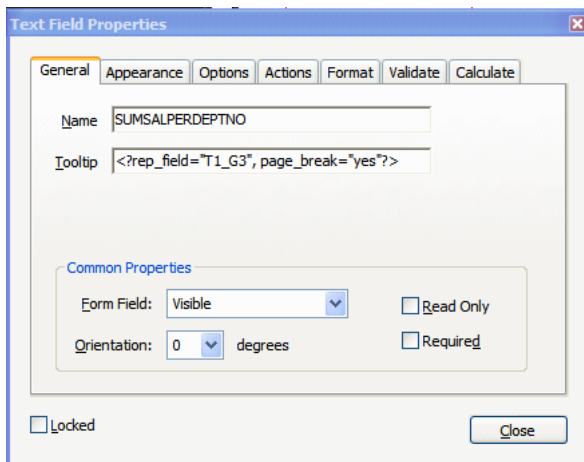 Text Field Properties
General Appearance Options Actions Format Validate Calculate
Name SUMSALPERDEPTNO
Tooltip <?rep_field="T1_G3", page_break="yes"?>
Common Properties
Form Field: Visible Read Only
Orientation: 0 degrees Required
Locked Close